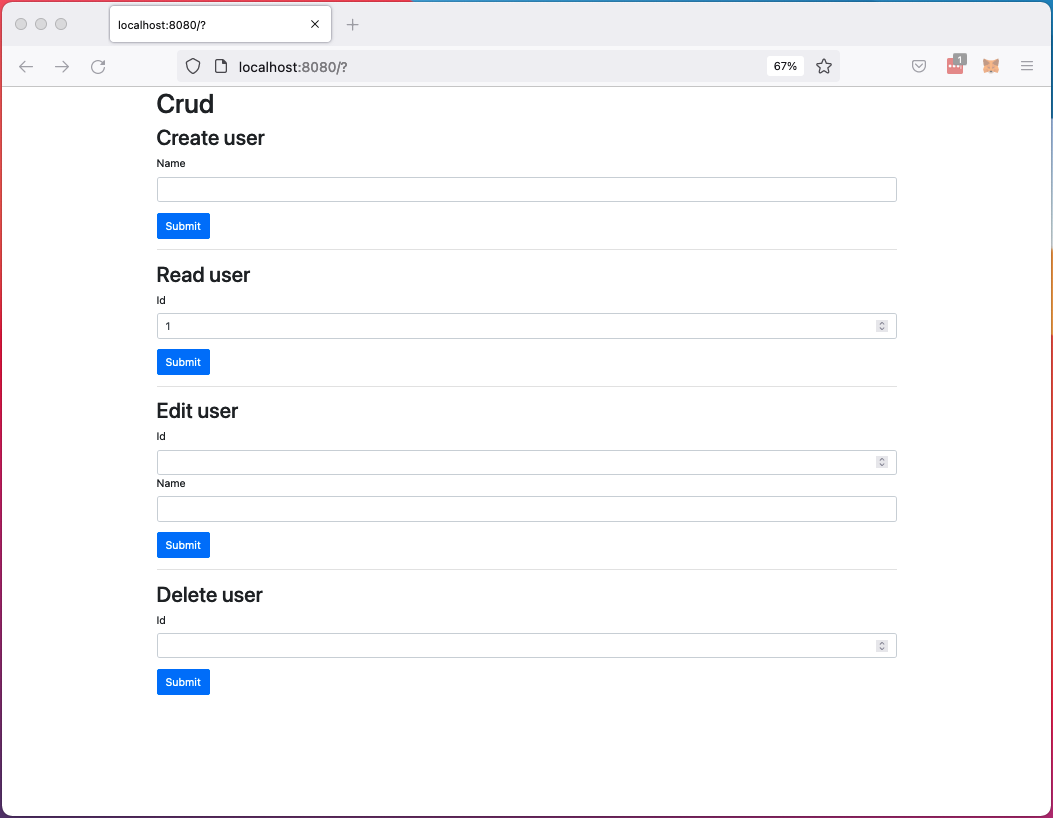 localhost:8080/?
localhost:8080/?
67%
1
Crud
Create user
Name
Submit
Read user
Id
1
Submit
Edit user
Id
Name
Submit
Delete user
Id
Submit